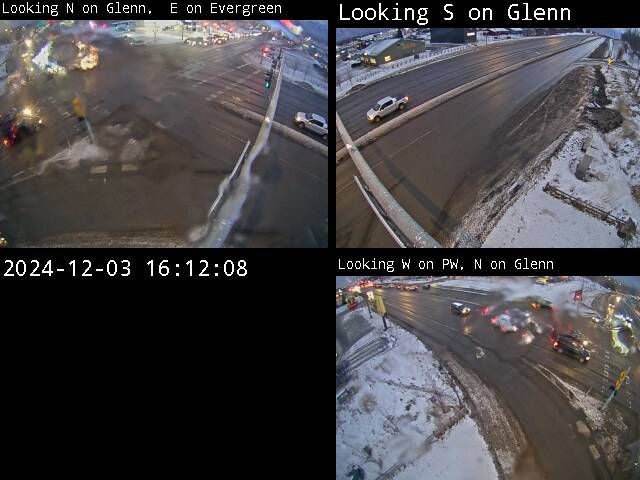 Looking N on Glenn, E on Evergreen
Looking S on Glenn
2024-12-03 16:12:08
Looking W on PW, N on Glenn